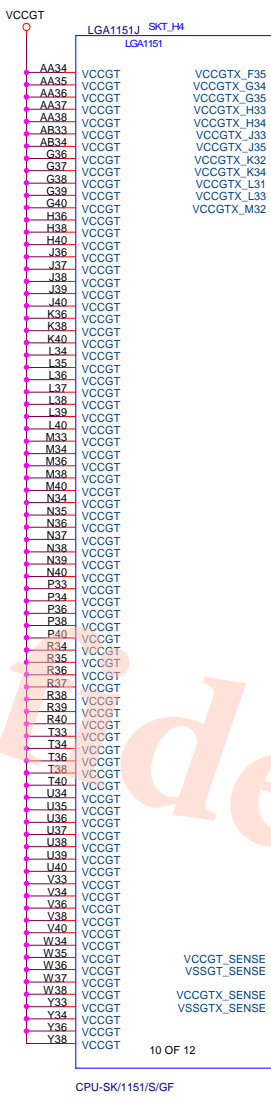 VCCGT
LGA1151J SKT_H4
LGA1151
AA34 VCCGT VCCGTX_F35
AA35 VCCGT VCCGTX_G34
AA36 VCCGT VCCGTX_G35
AA37 VCCGT VCCGTX_H33
AA38 VCCGT VCCGTX_H34
AB33 VCCGT VCCGTX_J33
AB34 VCCGT VCCGTX_J35
G36 VCCGT VCCGTX_K32
G37 VCCGT VCCGTX_K34
G38 VCCGT VCCGTX_L31
G39 VCCGT VCCGTX_L33
G40 VCCGT VCCGTX_M32
H36 VCCGT
H38 VCCGT
H40 VCCGT
J36 VCCGT
J37 VCCGT
J38 VCCGT
J39 VCCGT
J40 VCCGT
K36 VCCGT
K38 VCCGT
K40 VCCGT
L34 VCCGT
L35 VCCGT
L36 VCCGT
L37 VCCGT
L38 VCCGT
L39 VCCGT
L40 VCCGT
M33 VCCGT
M34 VCCGT
M36 VCCGT
M38 VCCGT
M40 VCCGT
N34 VCCGT
N35 VCCGT
N36 VCCGT
N37 VCCGT
N38 VCCGT
N39 VCCGT
N40 VCCGT
P33 VCCGT
P34 VCCGT
P36 VCCGT
P38 VCCGT
P40 VCCGT
R34 VCCGT
R35 VCCGT
R36 VCCGT
R37 VCCGT
R38 VCCGT
R39 VCCGT
R40 VCCGT
T33 VCCGT
T34 VCCGT
T36 VCCGT
T38 VCCGT
T40 VCCGT
U34 VCCGT
U35 VCCGT
U36 VCCGT
U37 VCCGT
U38 VCCGT
U39 VCCGT
U40 VCCGT
V33 VCCGT
V34 VCCGT
V36 VCCGT
V38 VCCGT
V40 VCCGT
W34 VCCGT
W35 VCCGT VCCGT_SENSE
W36 VCCGT VSSGT_SENSE
W37 VCCGT
W38 VCCGT VCCGTX_SENSE
Y33 VCCGT VSSGTX_SENSE
Y34 VCCGT
Y36 VCCGT
Y38 VCCGT
10 OF 12
CPU-SK/1151/S/GF
fide